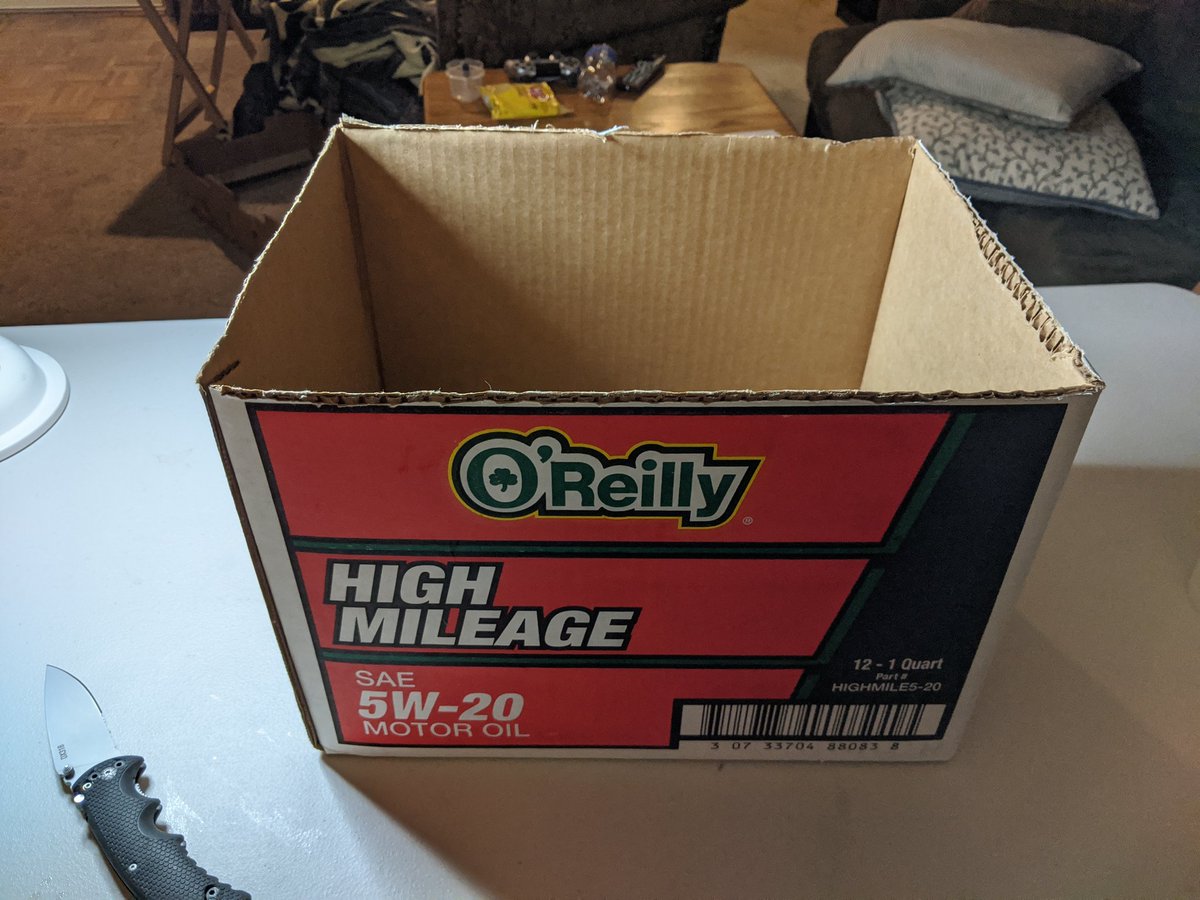 O'Reilly
®
HIGH
MILEAGE
SAE
5W-20
MOTOR OIL
12 - 1 Quart
Part #
HIGHMILE5-20
3 07 33704 88083 8